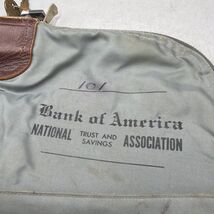 101
Bank of America
NATIONAL TRUST AND SAVINGS ASSOCIATION